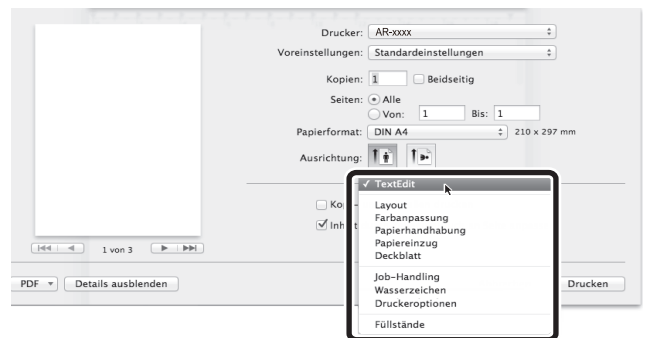 Drucker: AR-xxxx
Voreinstellungen: Standardeinstellungen
Kopien: 1 Beidseitig
Seiten: Alle
Von: 1 Bis: 1
Papierformat: DIN A4 210 x 297 mm
Ausrichtung:
✓ TextEdit
Layout
Farbanpassung
Papierhandhabung
Papiereinzug
Deckblatt
Job-Handling
Wasserzeichen
Druckeroptionen
Füllstände
1 von 3
PDF Details ausblenden Drucken